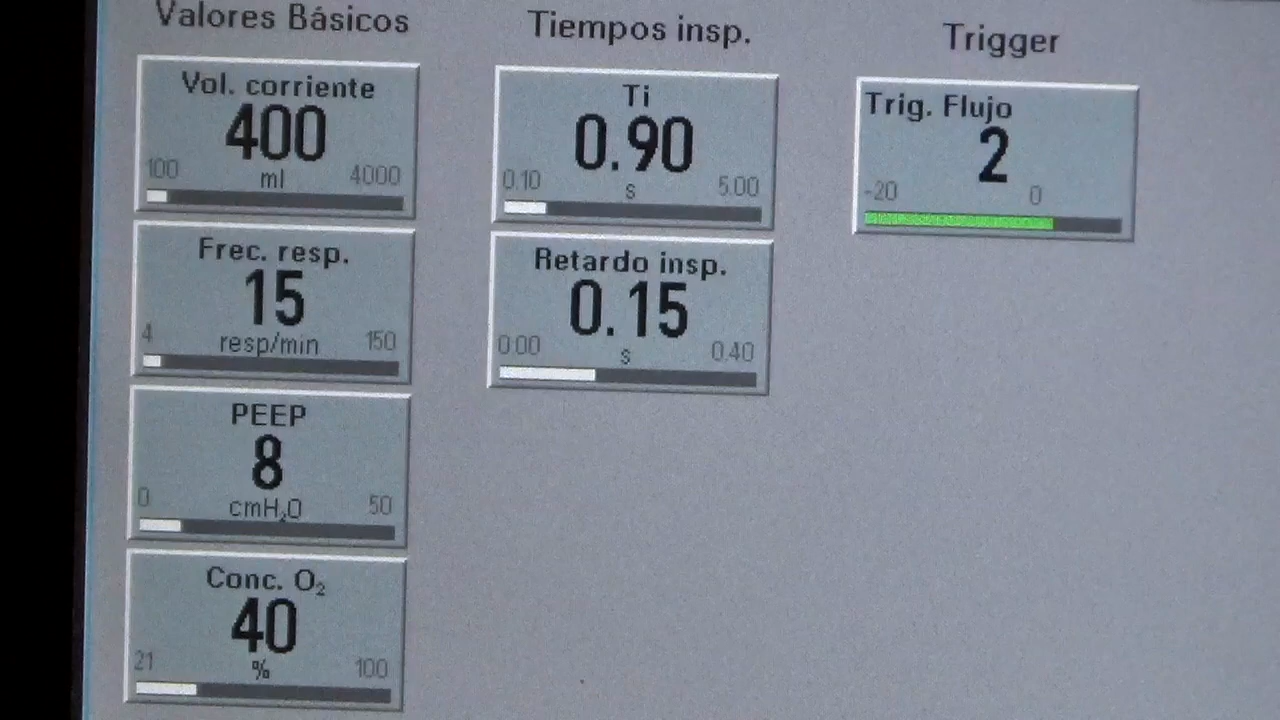 Valores Básicos
Vol. corriente
400
100 ml 4000
Frec. resp.
15
4 resp/min 150
PEEP
8
0 cmH₂O 50
Conc. O₂
40
21 % 100
Tiempos insp.
Ti
0.90
0.10 s 5.00
Retardo insp.
0.15
0.00 s 0.40
Trigger
Trig. Flujo
2
-20 0